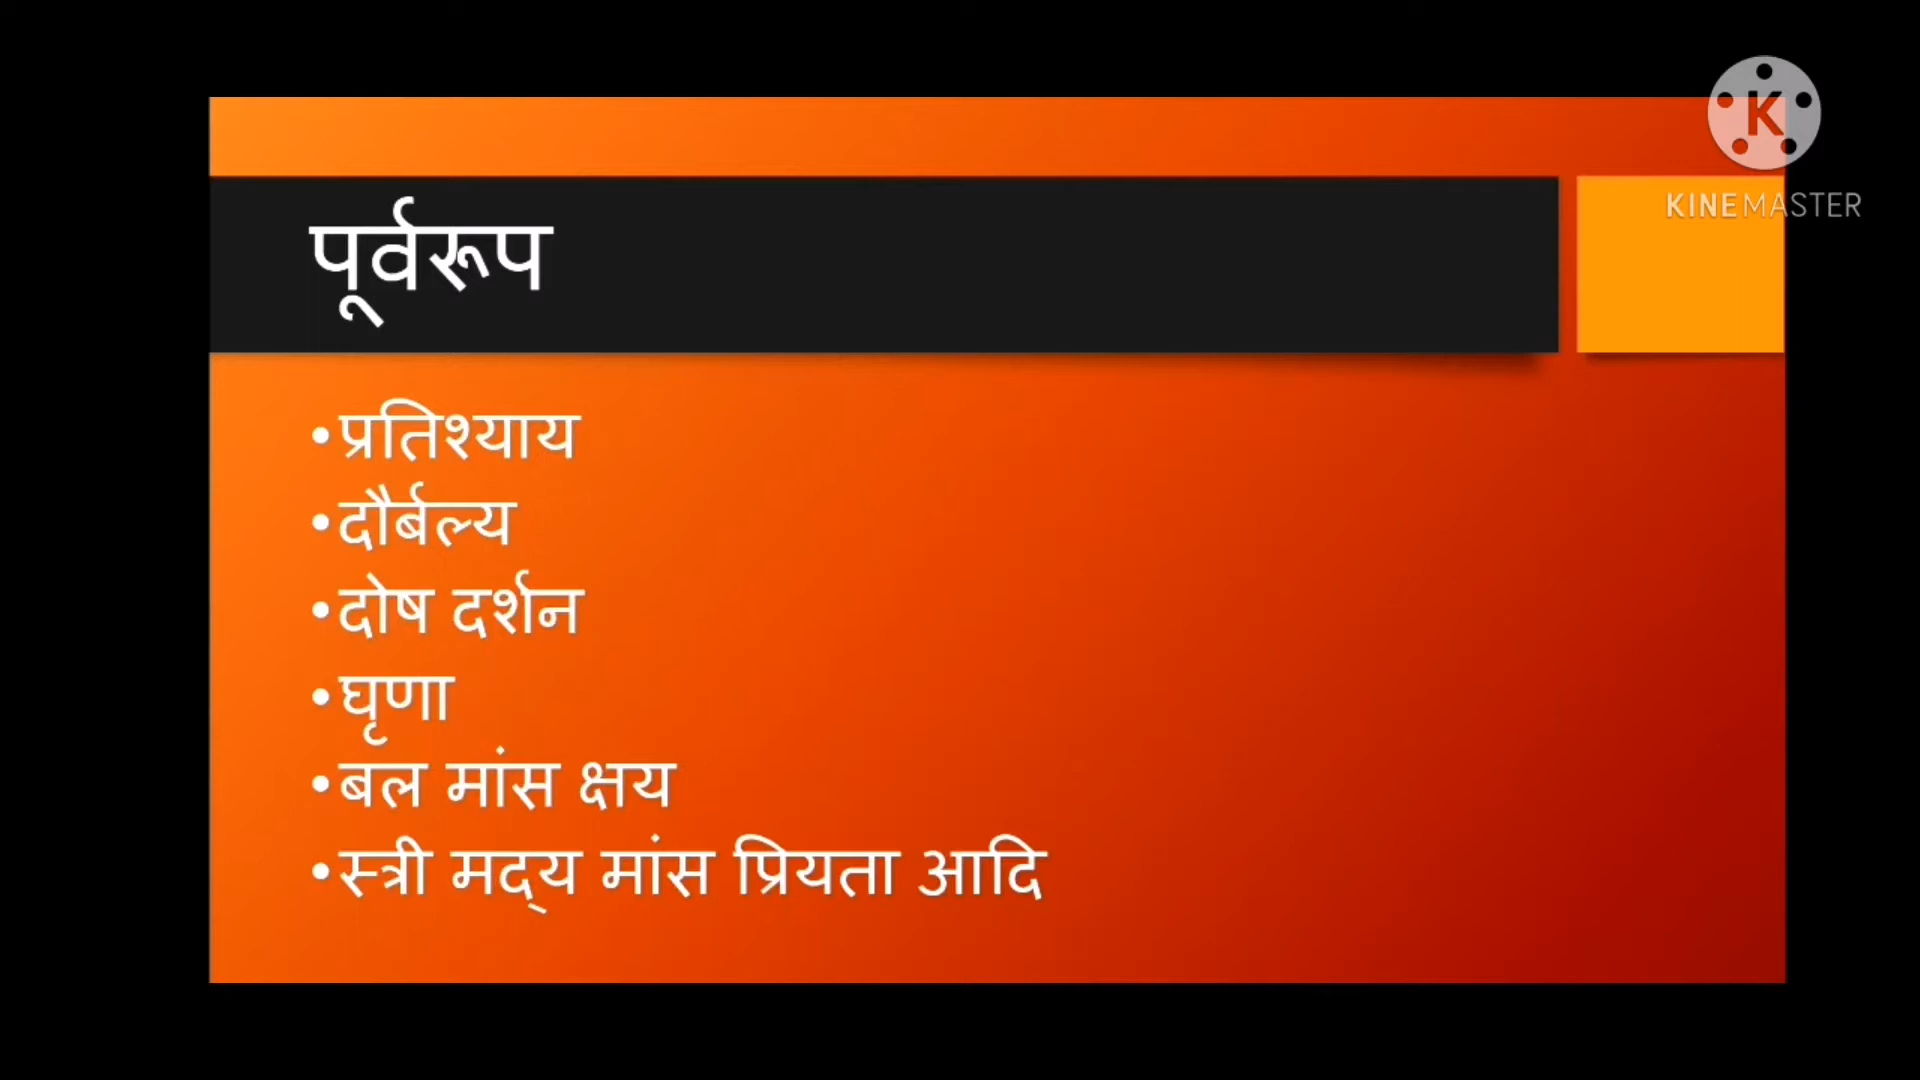 KINEMASTER
पूर्वरूप
•प्रतिश्याय
•दौर्बल्य
•दोष दर्शन
•घृणा
•बल मांस क्षय
•स्त्री मद्‌य मांस प्रियता आदि